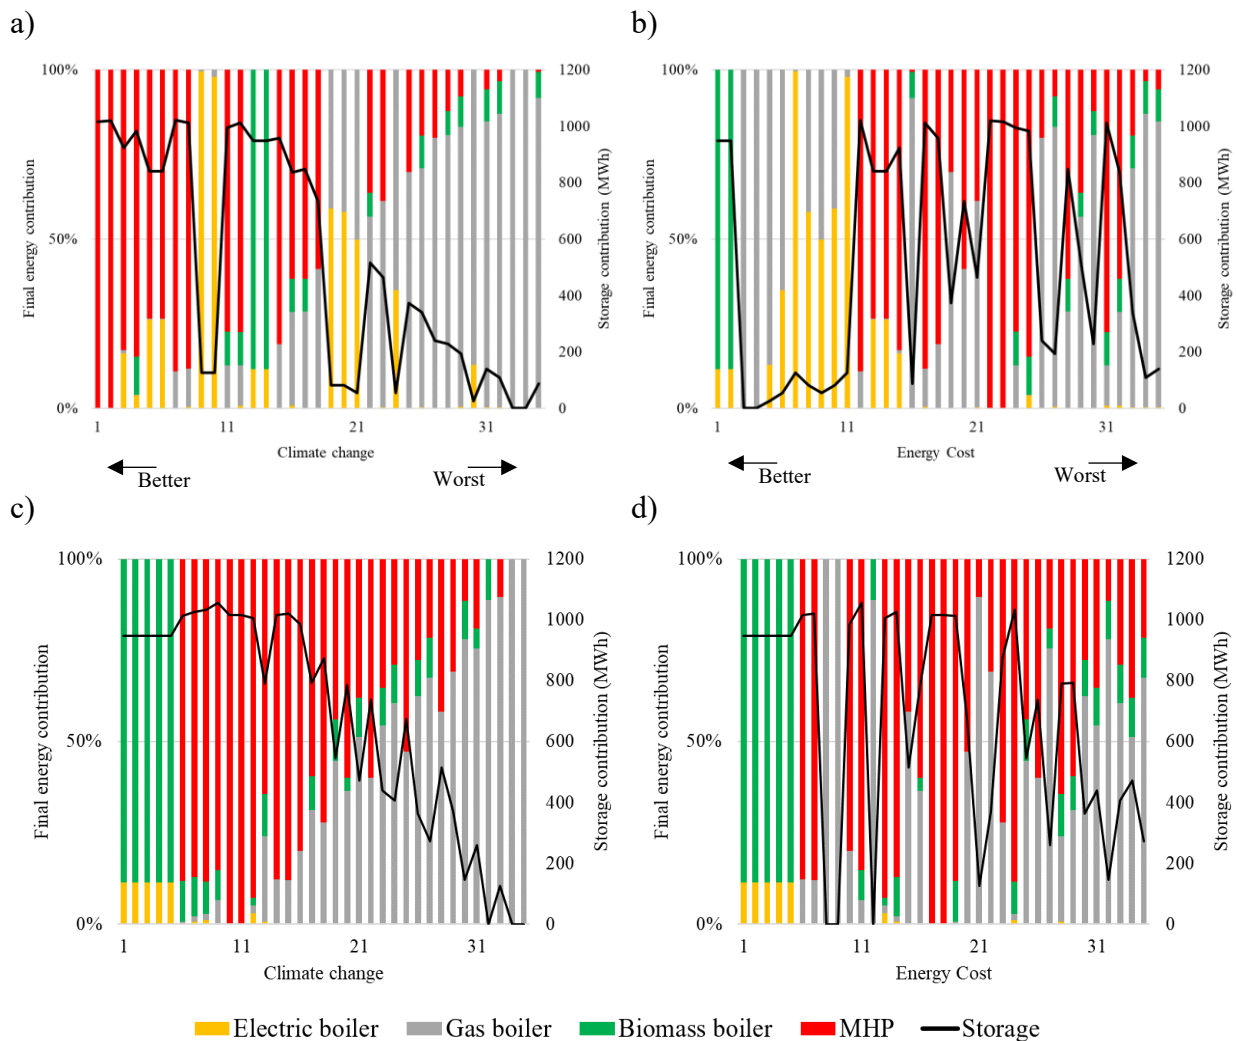 a)
100%
50%
0%
Final energy contribution
1200
1000
800
600
400
200
0
Storage contribution (MWh)
1
11
21
31
Climate change
Better
Worst
b)
100%
50%
0%
Final energy contribution
1200
1000
800
600
400
200
0
Storage contribution (MWh)
1
11
21
31
Energy Cost
Better
Worst
c)
100%
50%
0%
Final energy contribution
1200
1000
800
600
400
200
0
Storage contribution (MWh)
1
11
21
31
Climate change
d)
100%
50%
0%
Final energy contribution
1200
1000
800
600
400
200
0
Storage contribution (MWh)
1
11
21
31
Energy Cost
Electric boiler
Gas boiler
Biomass boiler
MHP
Storage